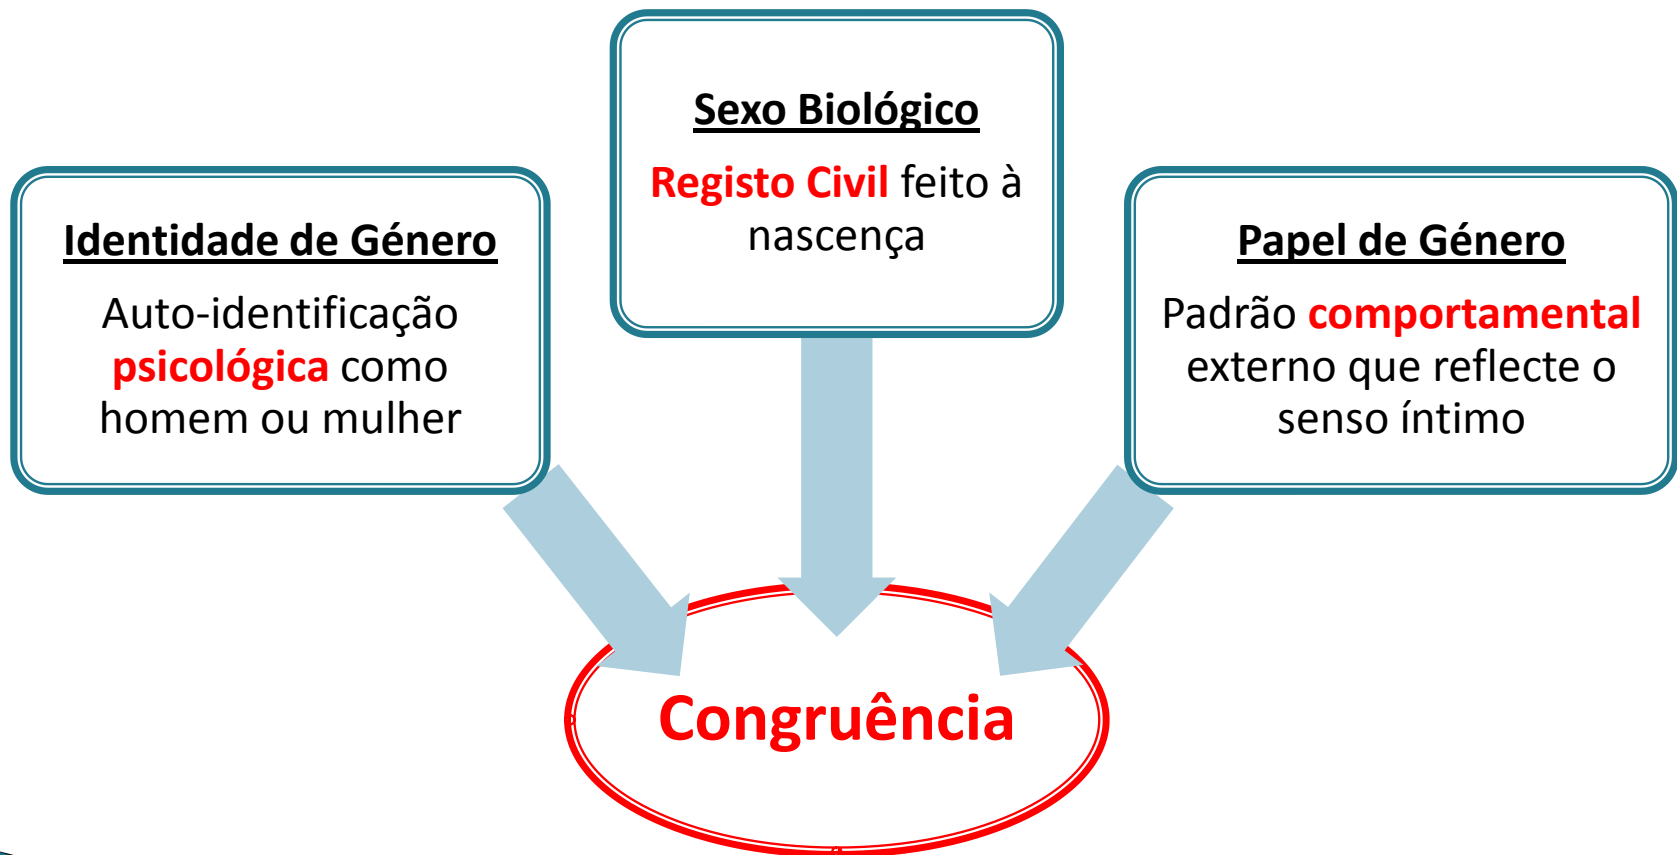 Sexo Biológico
Registo Civil feito à
nascença
Identidade de Género
Auto-identificação
psicológica como
homem ou mulher
Papel de Género
Padrão comportamental
externo que reflecte o
senso íntimo
Congruência